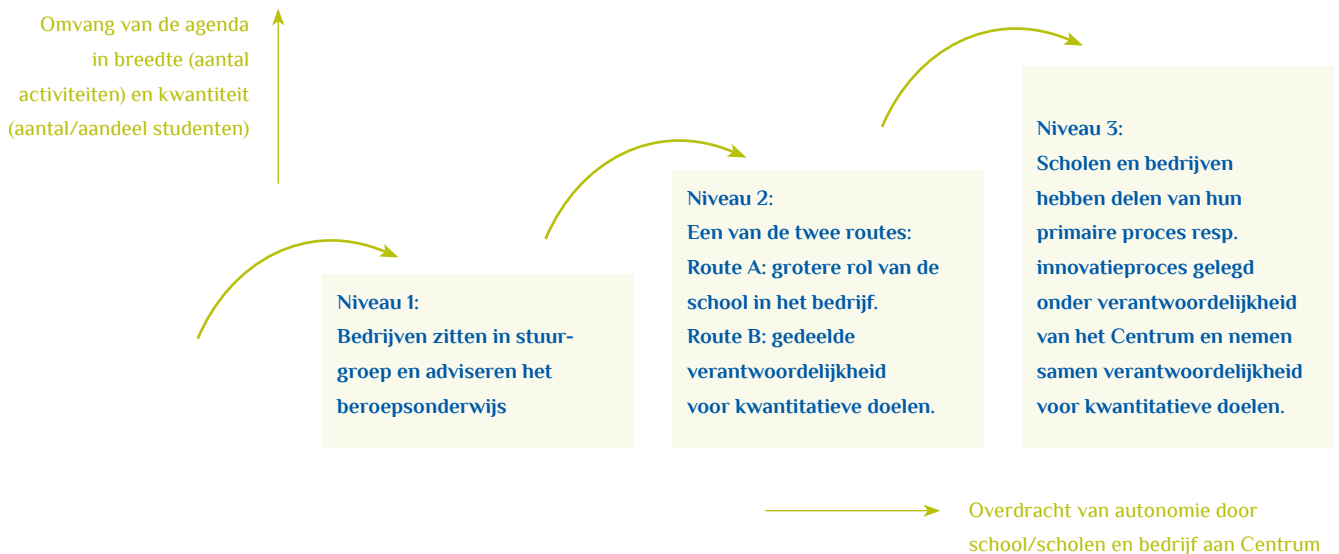 Omvang van de agenda
in breedte (aantal
activiteiten) en kwantiteit
(aantal/aandeel studenten)
Niveau 1:
Bedrijven zitten in stuur-
groep en adviseren het
beroepsonderwijs
Niveau 2:
Een van de twee routes:
Route A: grotere rol van de
school in het bedrijf.
Route B: gedeelde
verantwoordelijkheid
voor kwantitatieve doelen.
Niveau 3:
Scholen en bedrijven
hebben delen van hun
primaire proces resp.
innovatieproces gelegd
onder verantwoordelijkheid
van het Centrum en nemen
samen verantwoordelijkheid
voor kwantitatieve doelen.
Overdracht van autonomie door
school/scholen en bedrijf aan Centrum